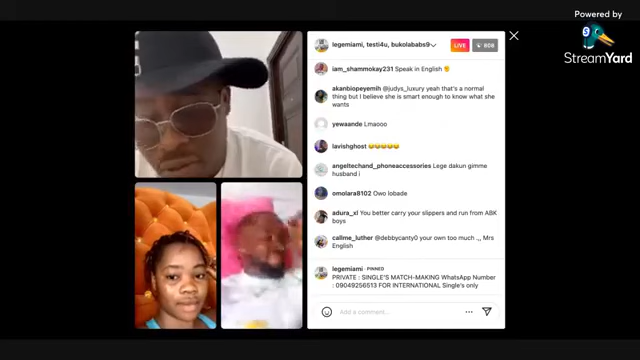 Powered by
StreamYard
legemiami, testi4u, bukolababs9
LIVE
808
iam_shammokay231 Speak in English
akanbiopeyemih @judys_luxury yeah that's a normal
thing but I believe she is smart enough to know what she
wants
yewaande Lmaooo
lavishghost
angeltechand_phoneaccessories Lege dakun gimme
husband i
omolara8102 Owo lobade
adura_xl You better carry your slippers and run from ABK
boys
callme_luther @debbycanty0 your own too much .,, Mrs
English
legemiami · PINNED
PRIVATE : SINGLE'S MATCH-MAKING WhatsApp Number
: 09049256513 FOR INTERNATIONAL Single's only
Add a comment...